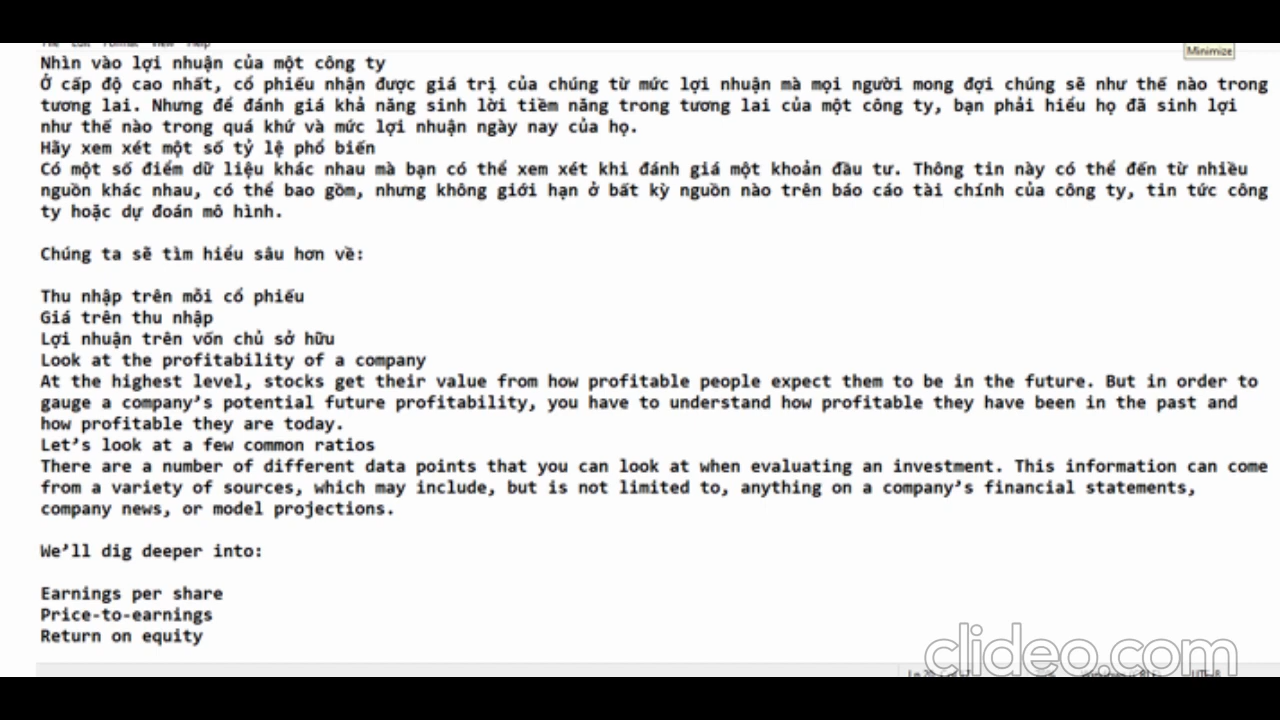 Minimize
Nhìn vào lợi nhuận của một công ty
Ở cấp độ cao nhất, cổ phiếu nhận được giá trị của chúng từ mức lợi nhuận mà mọi người mong đợi chúng sẽ như thế nào trong
tương lai. Nhưng để đánh giá khả năng sinh lời tiềm năng trong tương lai của một công ty, bạn phải hiểu họ đã sinh lợi
như thế nào trong quá khứ và mức lợi nhuận ngày nay của họ.
Hãy xem xét một số tỷ lệ phổ biến
Có một số điểm dữ liệu khác nhau mà bạn có thể xem xét khi đánh giá một khoản đầu tư. Thông tin này có thể đến từ nhiều
nguồn khác nhau, có thể bao gồm, nhưng không giới hạn ở bất kỳ nguồn nào trên báo cáo tài chính của công ty, tin tức công
ty hoặc dự đoán mô hình.
Chúng ta sẽ tìm hiểu sâu hơn về:
Thu nhập trên mỗi cổ phiếu
Giá trên thu nhập
Lợi nhuận trên vốn chủ sở hữu
Look at the profitability of a company
At the highest level, stocks get their value from how profitable people expect them to be in the future. But in order to
gauge a company’s potential future profitability, you have to understand how profitable they have been in the past and
how profitable they are today.
Let’s look at a few common ratios
There are a number of different data points that you can look at when evaluating an investment. This information can come
from a variety of sources, which may include, but is not limited to, anything on a company’s financial statements,
company news, or model projections.
We’ll dig deeper into:
Earnings per share
Price-to-earnings
Return on equity
clideo.com